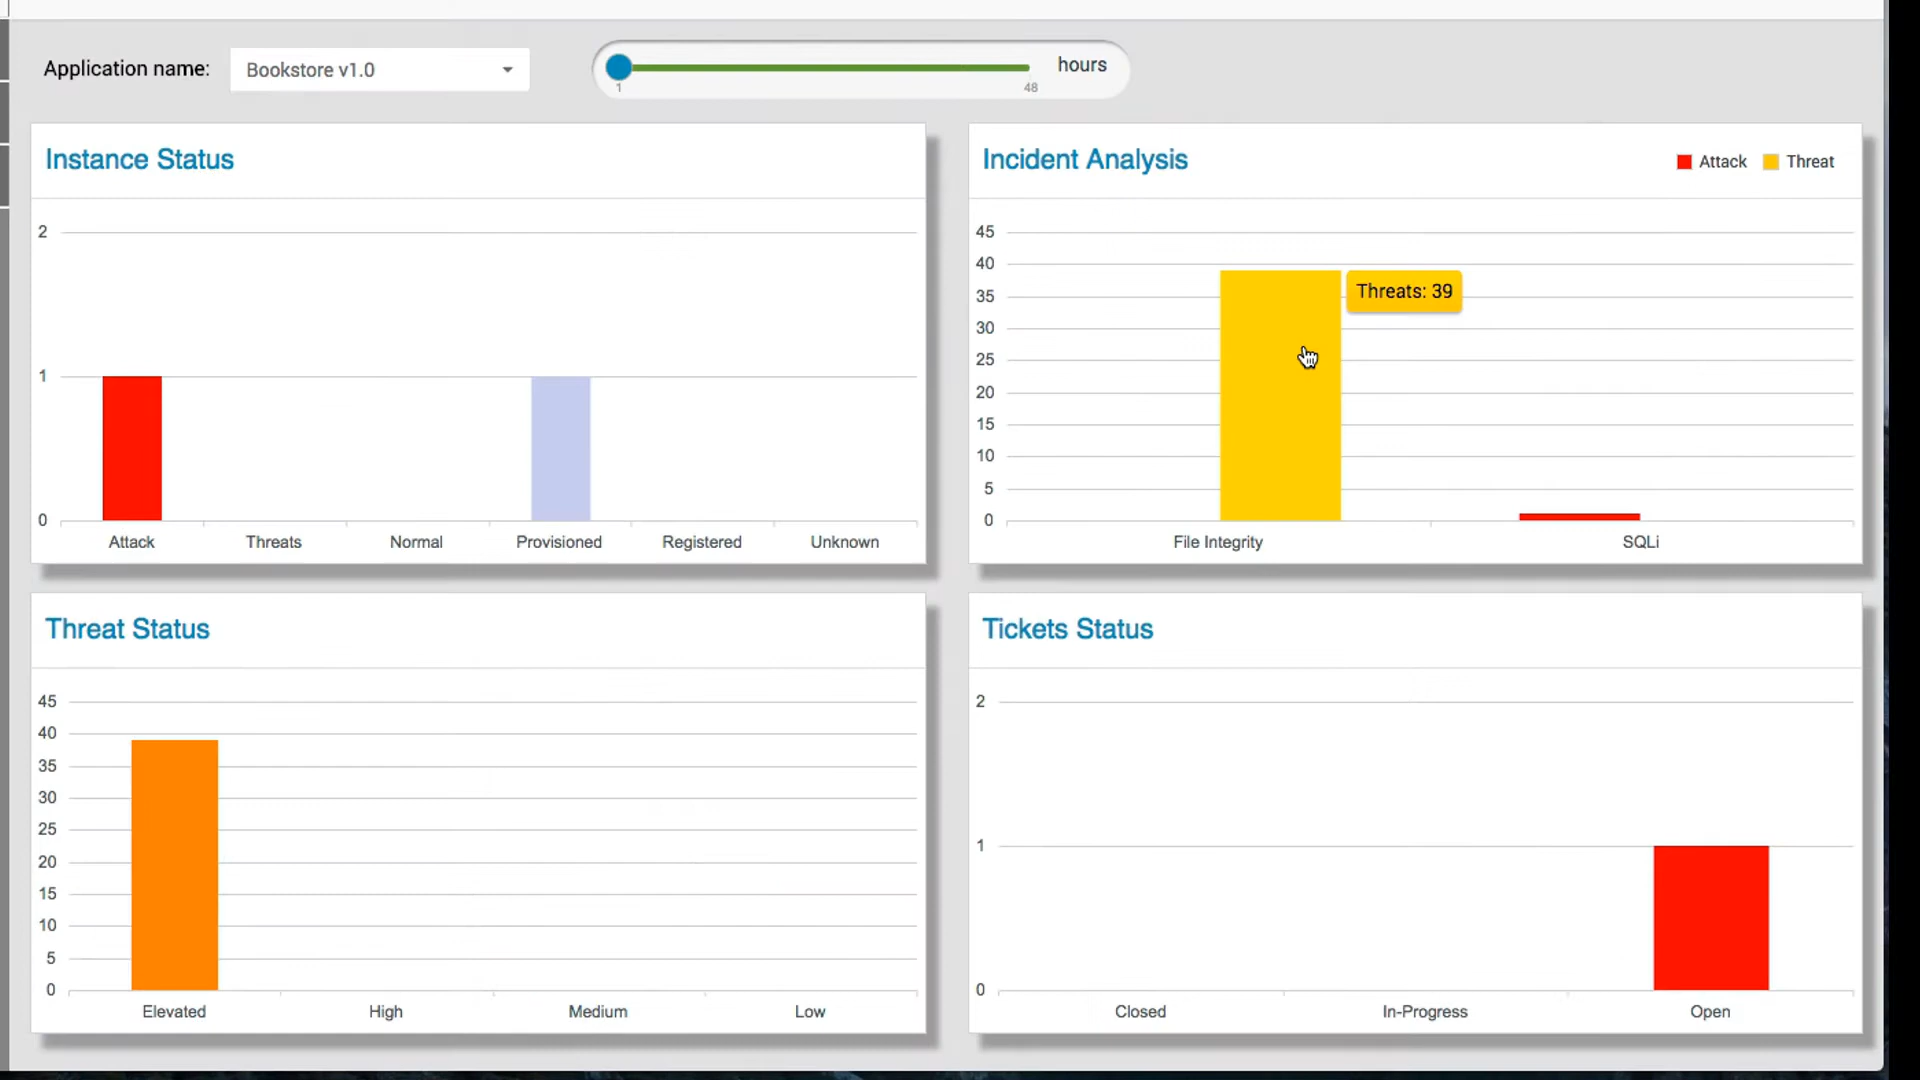 Application name:
Bookstore v1.0
hours
1
48
Instance Status
2
1
0
Attack
Threats
Normal
Provisioned
Registered
Unknown
Incident Analysis
Attack
Threat
45
40
35
30
25
20
15
10
5
0
Threats: 39
File Integrity
SQLi
Threat Status
45
40
35
30
25
20
15
10
5
0
Elevated
High
Medium
Low
Tickets Status
2
1
0
Closed
In-Progress
Open